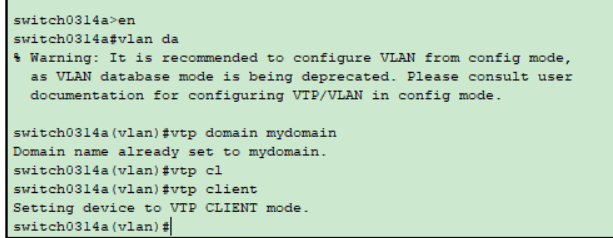 switch0314a>en
switch0314a#vlan da
% Warning: It is recommended to configure VLAN from config mode,
as VLAN database mode is being deprecated. Please consult user
documentation for configuring VTP/VLAN in config mode.
switch0314a(vlan)#vtp domain mydomain
Domain name already set to mydomain.
switch0314a(vlan)#vtp cl
switch0314a(vlan)#vtp client
Setting device to VTP CLIENT mode.
switch0314a(vlan)#